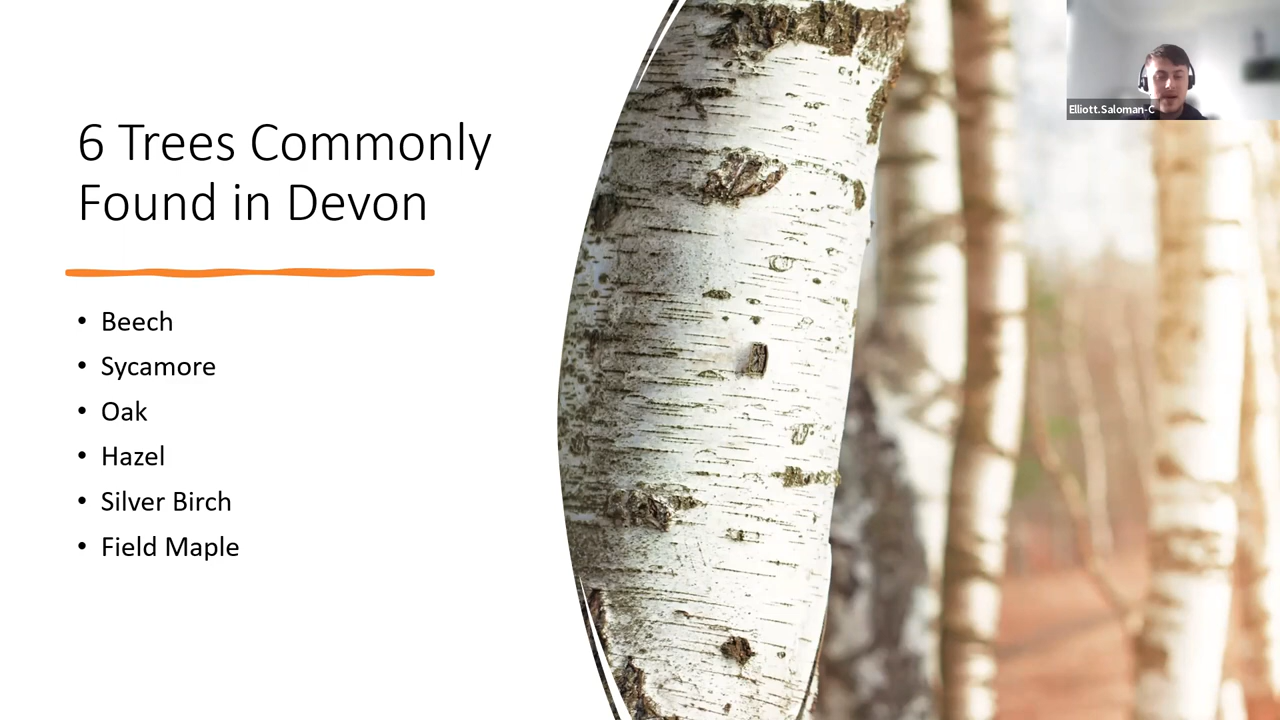 6 Trees Commonly
Found in Devon
• Beech
• Sycamore
• Oak
• Hazel
• Silver Birch
• Field Maple
Elliott.Saloman-C